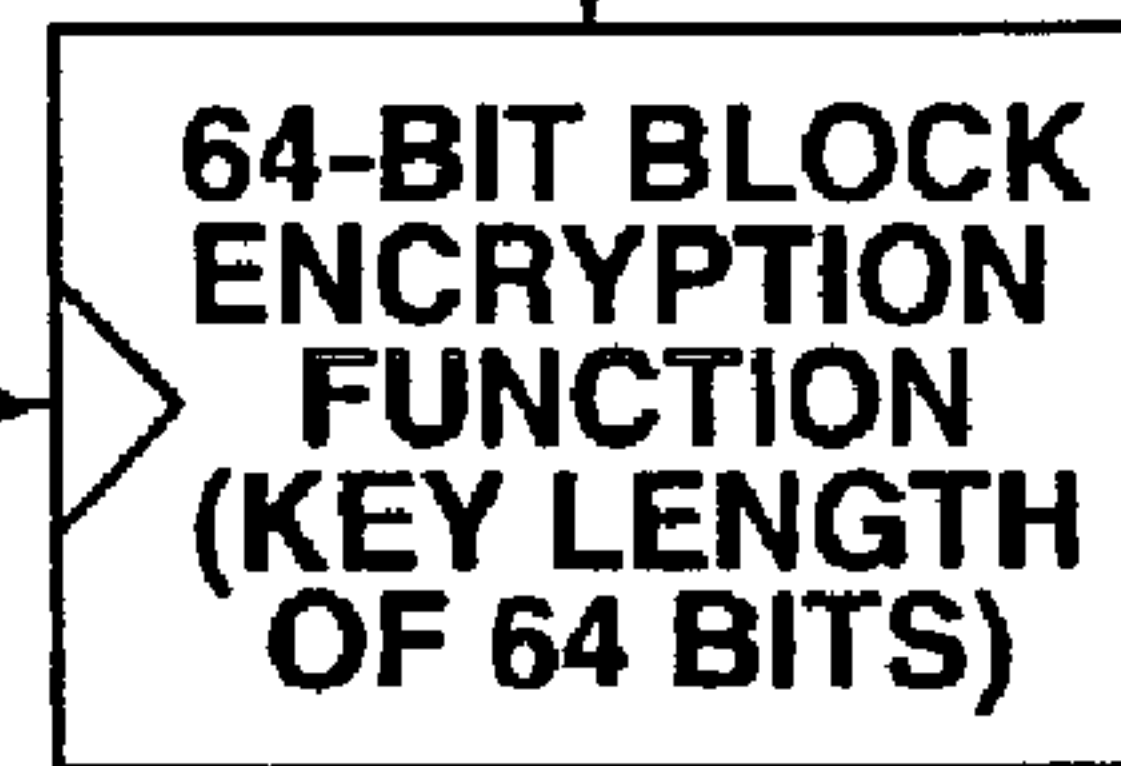 64-BIT BLOCK
ENCRYPTION
FUNCTION
(KEY LENGTH
OF 64 BITS)